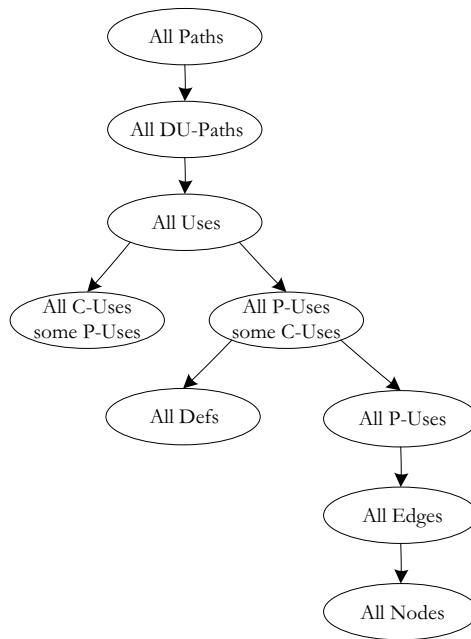 All Paths
All DU-Paths
All Uses
All C-Uses
some P-Uses
All P-Uses
some C-Uses
All Defs
All P-Uses
All Edges
All Nodes